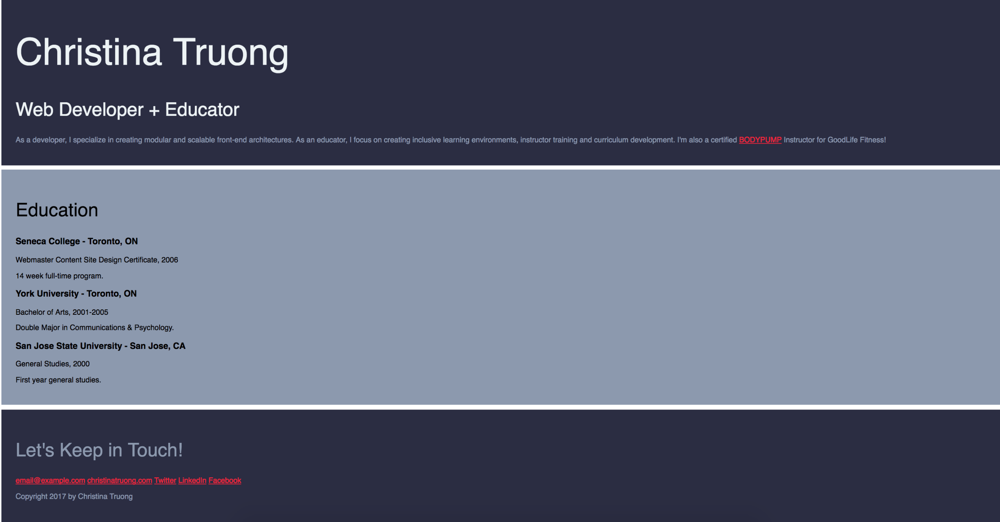 Christina Truong
Web Developer + Educator
As a developer, I specialize in creating modular and scalable front-end architectures. As an educator, I focus on creating inclusive learning environments, instructor training and curriculum development. I'm also a certified BODYPUMP Instructor for GoodLife Fitness!
Education
Seneca College - Toronto, ON
Webmaster Content Site Design Certificate, 2006
14 week full-time program.
York University - Toronto, ON
Bachelor of Arts, 2001-2005
Double Major in Communications & Psychology.
San Jose State University - San Jose, CA
General Studies, 2000
First year general studies.
Let's Keep in Touch!
email@example.com christinatruong.com Twitter LinkedIn Facebook
Copyright 2017 by Christina Truong